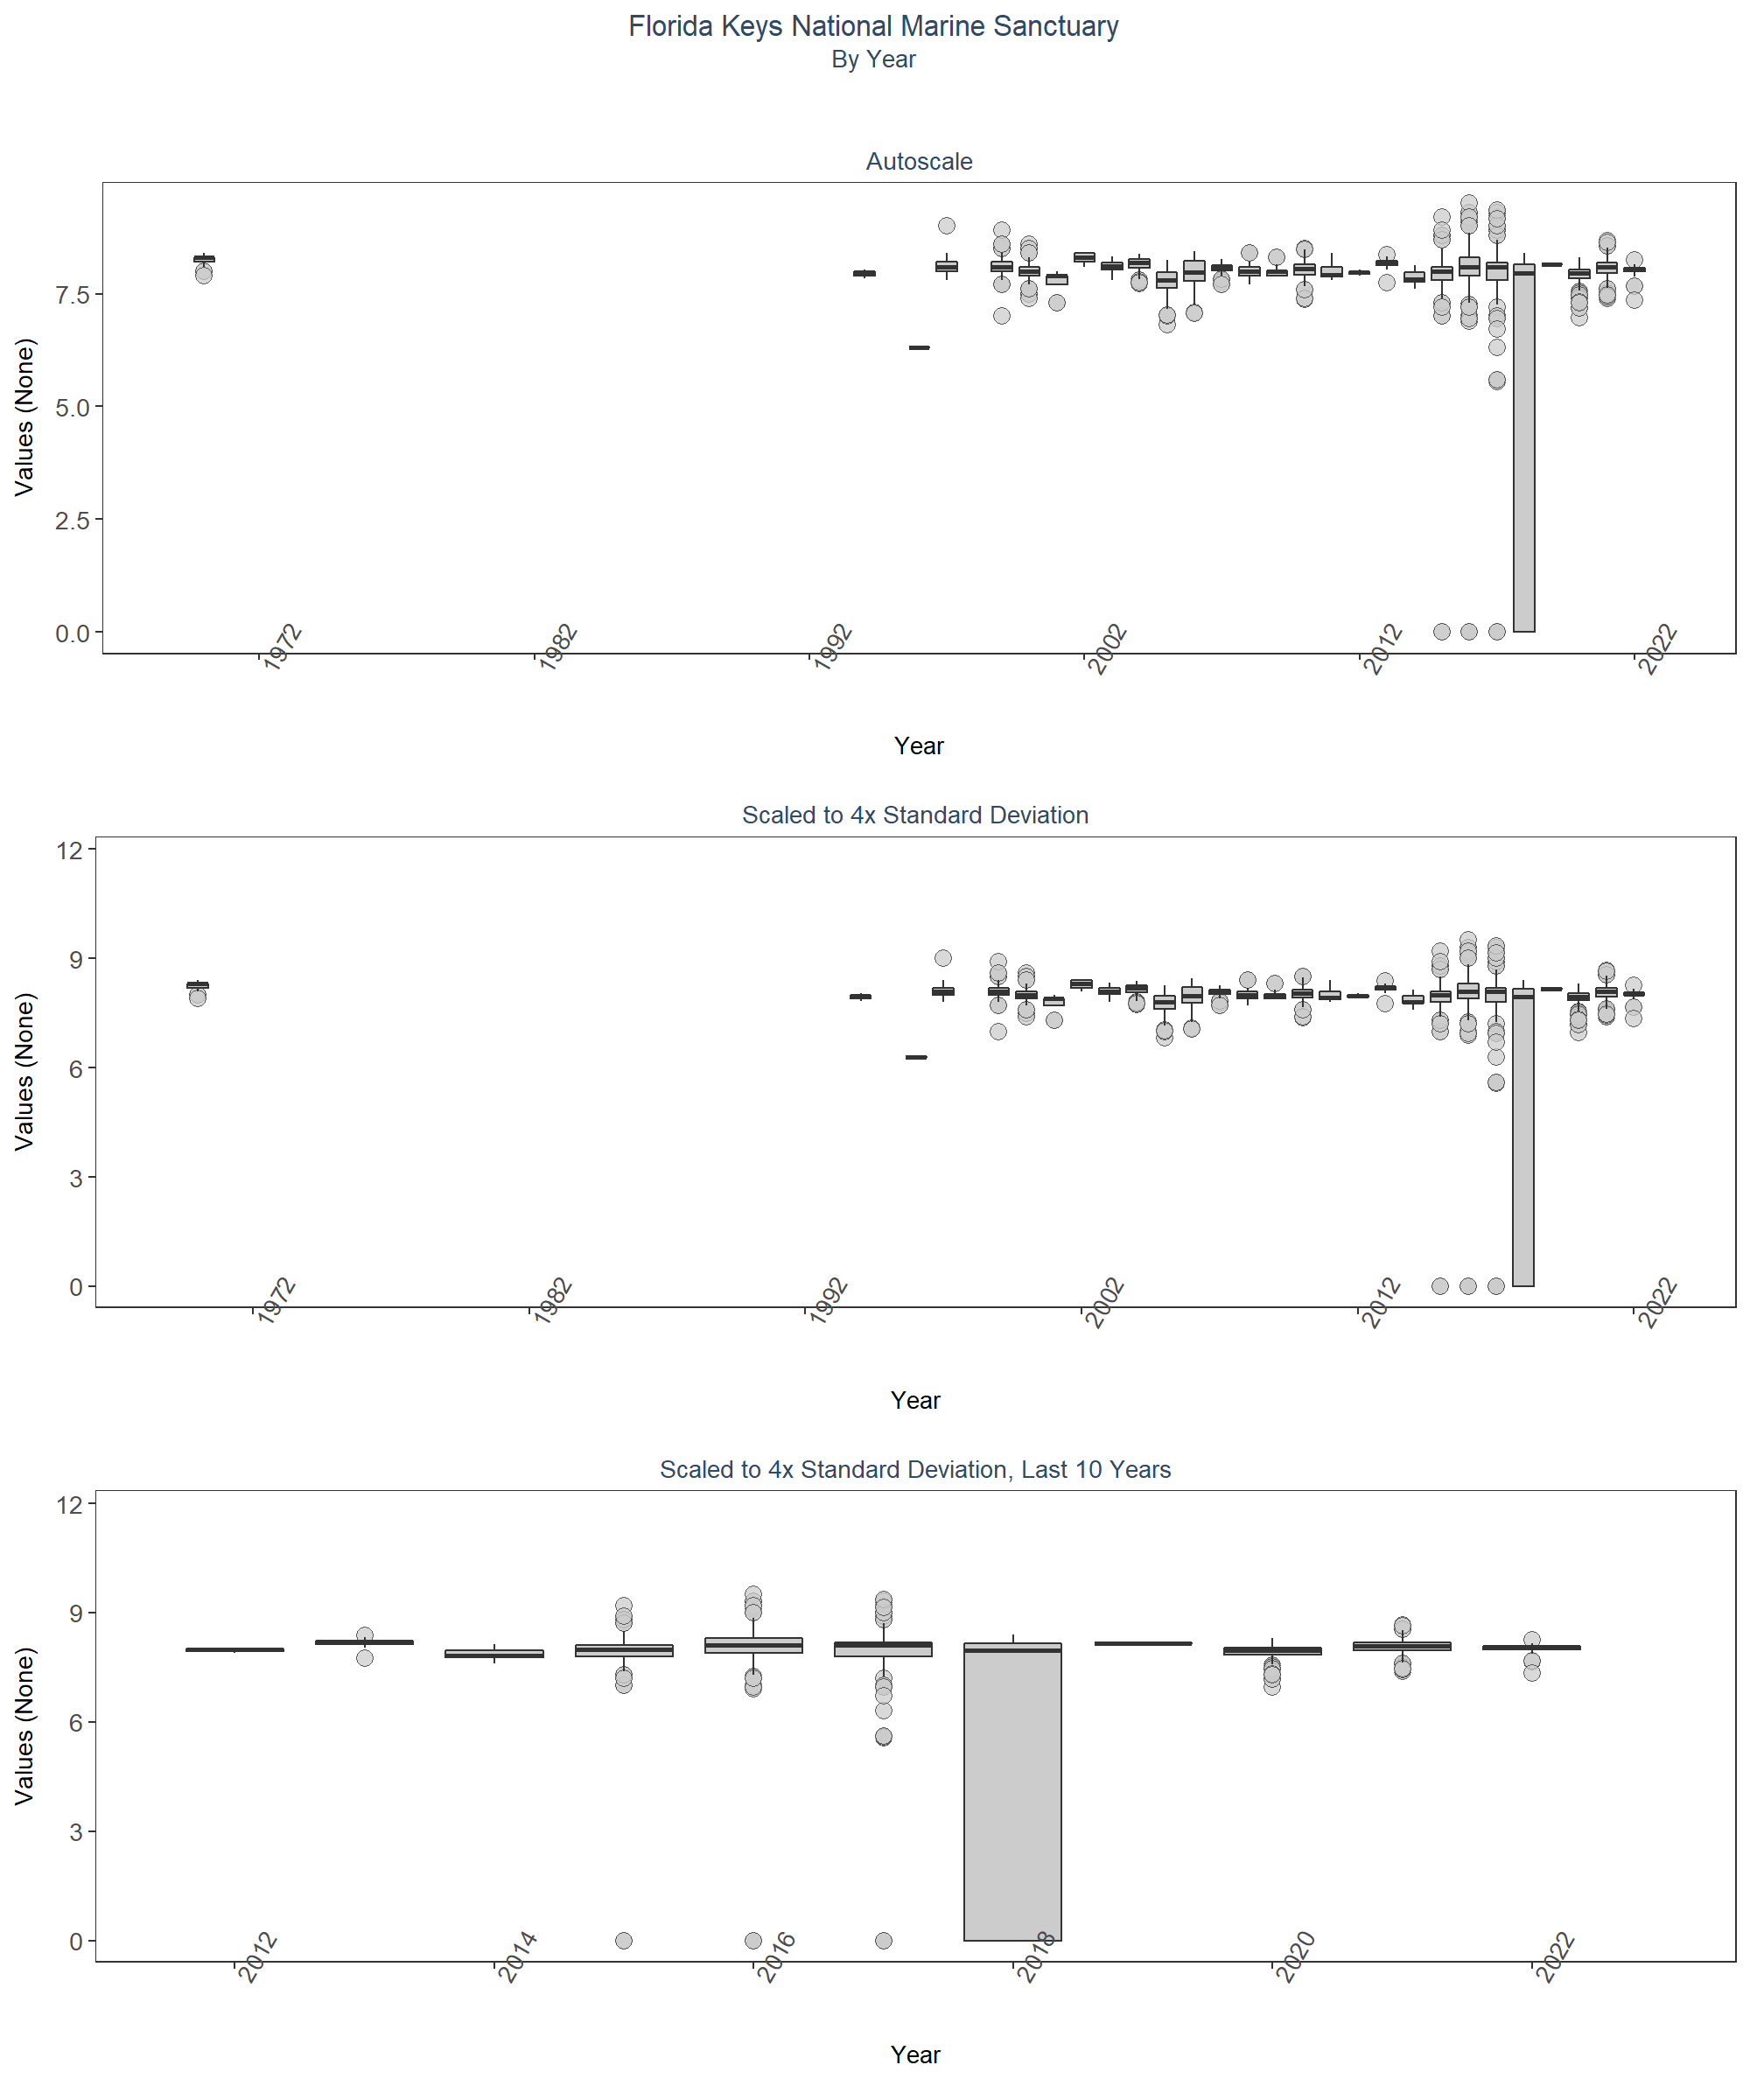 Florida Keys National Marine Sanctuary
By Year
Autoscale
Values (None)
7.5
5.0
2.5
0.0
1972
1982
1992
2002
2012
2022
Year
Scaled to 4x Standard Deviation
Values (None)
12
9
6
3
0
1972
1982
1992
2002
2012
2022
Year
Scaled to 4x Standard Deviation, Last 10 Years
Values (None)
12
9
6
3
0
2012
2014
2016
2018
2020
2022
Year